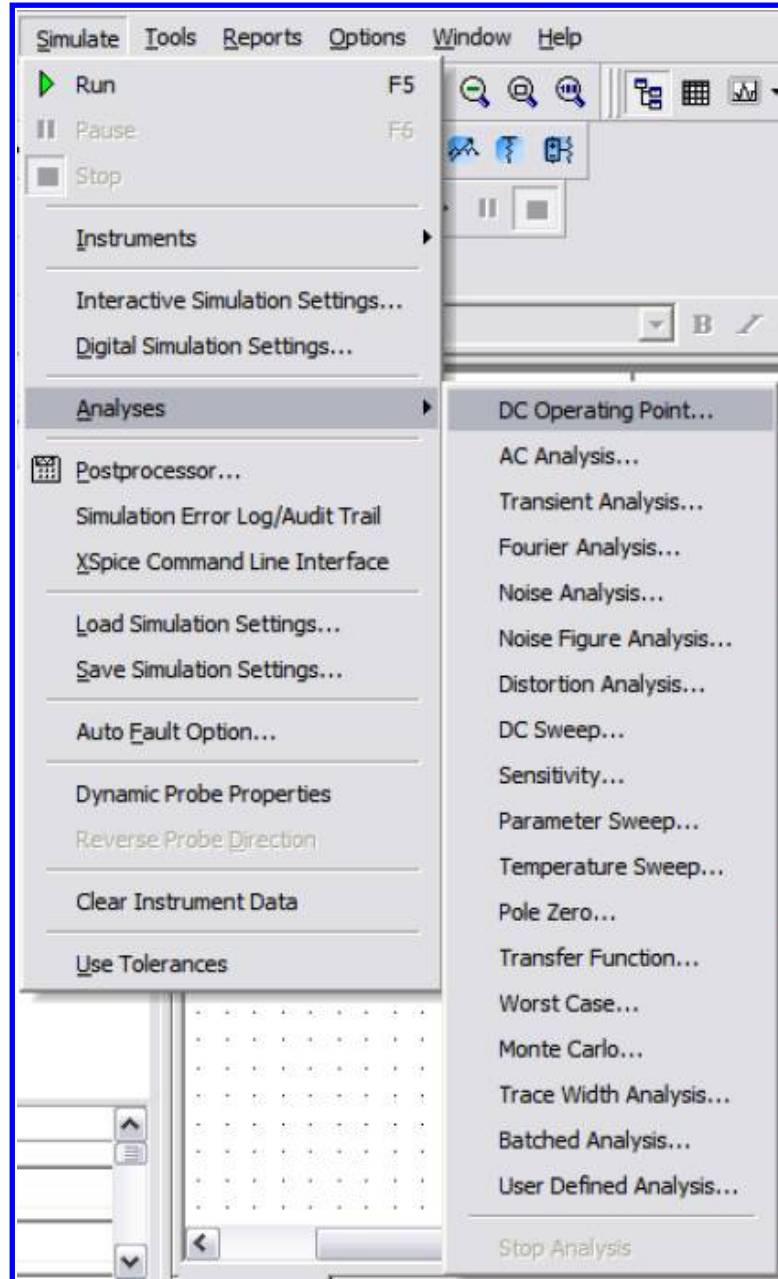 Simulate Tools Reports Options Window Help
Run F5
Pause F6
Stop
Instruments
Interactive Simulation Settings...
Digital Simulation Settings...
B I
Analyses
Postprocessor...
Simulation Error Log/Audit Trail
XSpice Command Line Interface
Load Simulation Settings...
Save Simulation Settings...
Auto Fault Option...
Dynamic Probe Properties
Reverse Probe Direction
Clear Instrument Data
Use Tolerances
DC Operating Point...
AC Analysis...
Transient Analysis...
Fourier Analysis...
Noise Analysis...
Noise Figure Analysis...
Distortion Analysis...
DC Sweep...
Sensitivity...
Parameter Sweep...
Temperature Sweep...
Pole Zero...
Transfer Function...
Worst Case...
Monte Carlo...
Trace Width Analysis...
Batched Analysis...
User Defined Analysis...
Stop Analysis